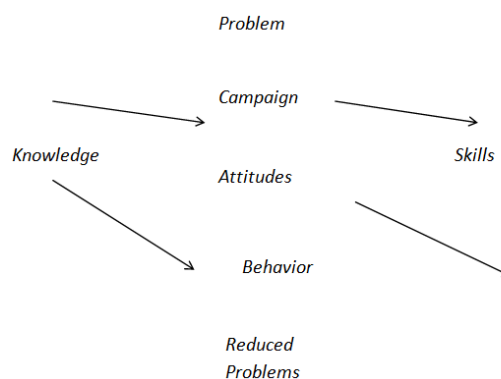 Problem
Campaign
Knowledge
Skills
Attitudes
Behavior
Reduced
Problems